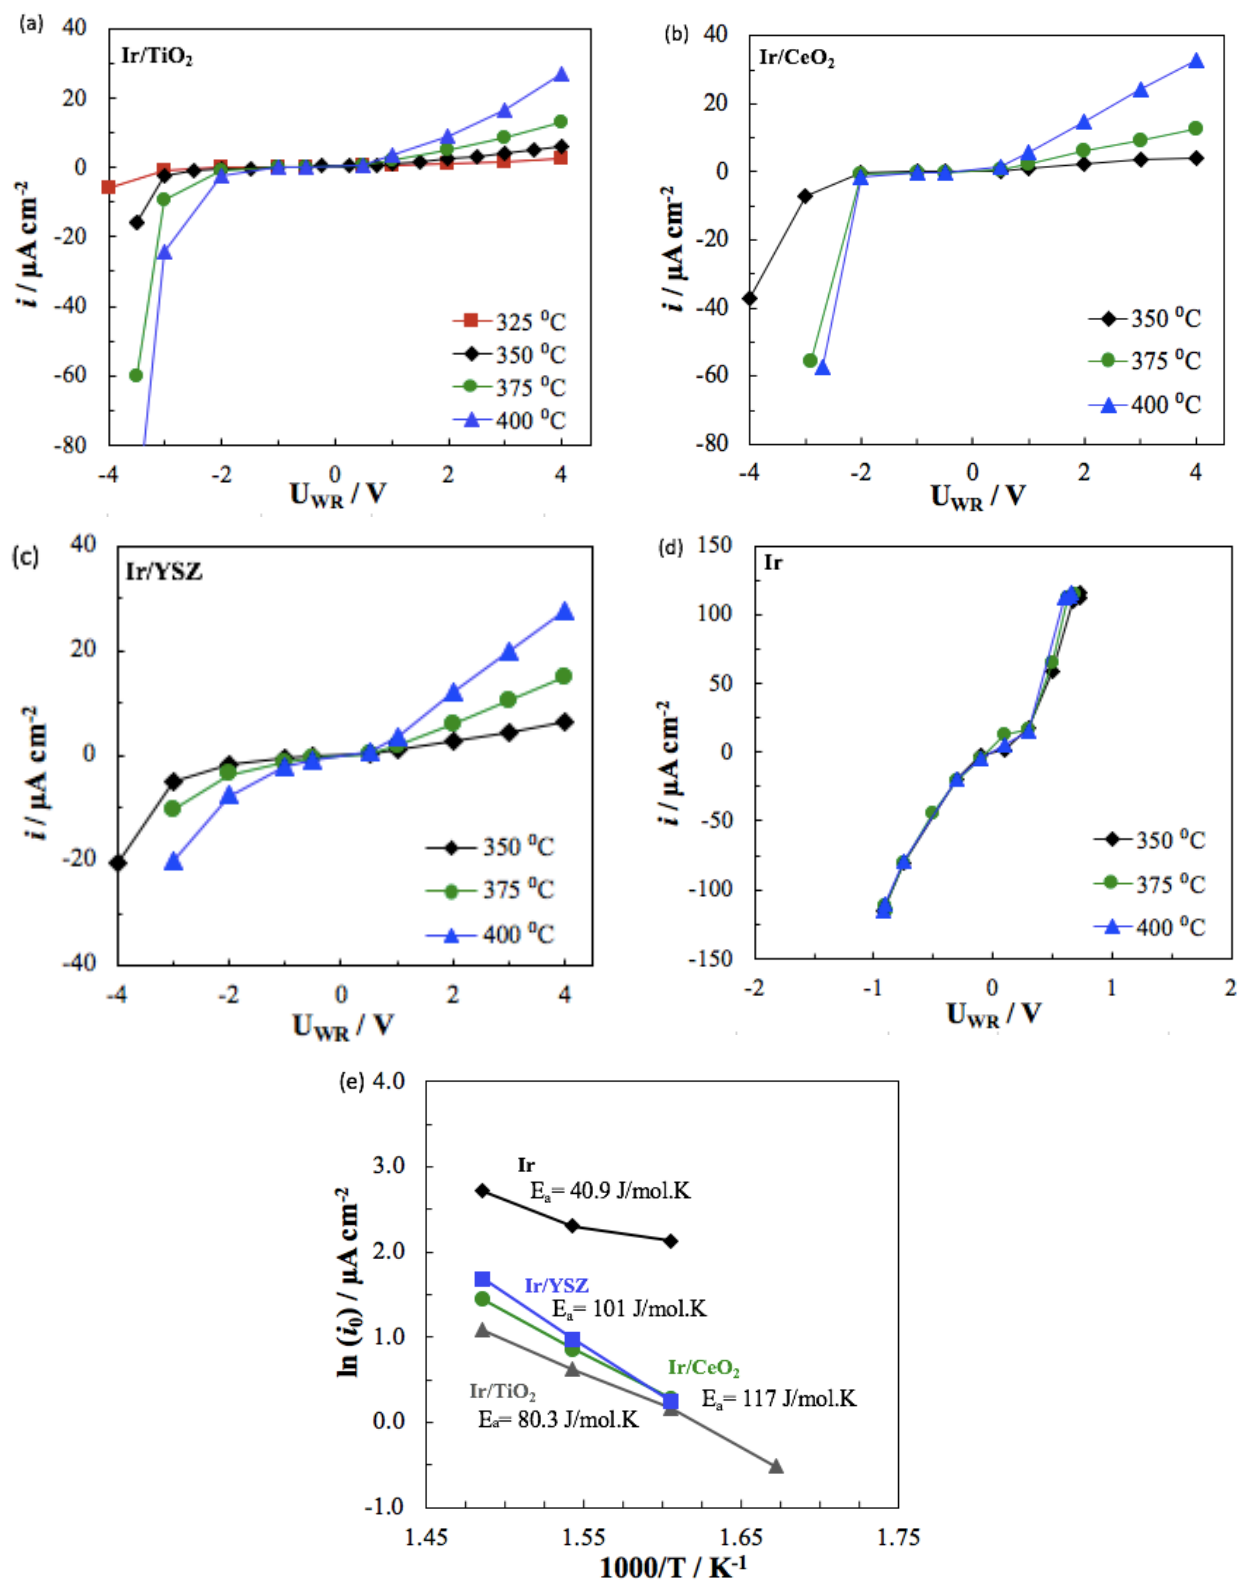 (a)
Ir/TiO₂
40
20
0
-20
-40
-60
-80
i / µA cm⁻²
-4
-2
0
2
4
U_WR / V
325 ⁰C
350 ⁰C
375 ⁰C
400 ⁰C
(b)
Ir/CeO₂
40
20
0
-20
-40
-60
-80
i / µA cm⁻²
-4
-2
0
2
4
U_WR / V
350 ⁰C
375 ⁰C
400 ⁰C
(c)
Ir/YSZ
40
20
0
-20
-40
i / µA cm⁻²
-4
-2
0
2
4
U_WR / V
350 ⁰C
375 ⁰C
400 ⁰C
(d)
Ir
150
100
50
0
-50
-100
-150
i / µA cm⁻²
-2
-1
0
1
2
U_WR / V
350 ⁰C
375 ⁰C
400 ⁰C
(e)
4.0
3.0
2.0
1.0
0.0
-1.0
ln (i₀) / µA cm⁻²
Ir
Eₐ= 40.9 J/mol.K
Ir/YSZ
Eₐ= 101 J/mol.K
Ir/CeO₂
Eₐ= 117 J/mol.K
Ir/TiO₂
Ea= 80.3 J/mol.K
1.45
1.55
1.65
1.75
1000/T / K⁻¹